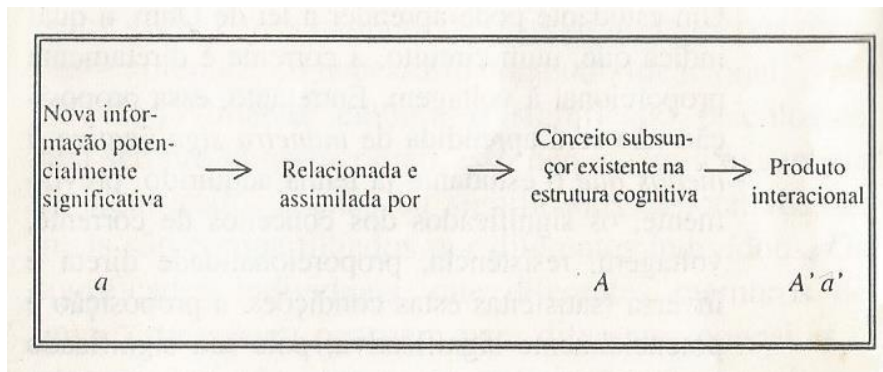 Nova infor-
mação poten-
cialmente
significativa
Relacionada e
assimilada por
Conceito subsun-
çor existente na
estrutura cognitiva
Produto
interacional
a
A
A' a'